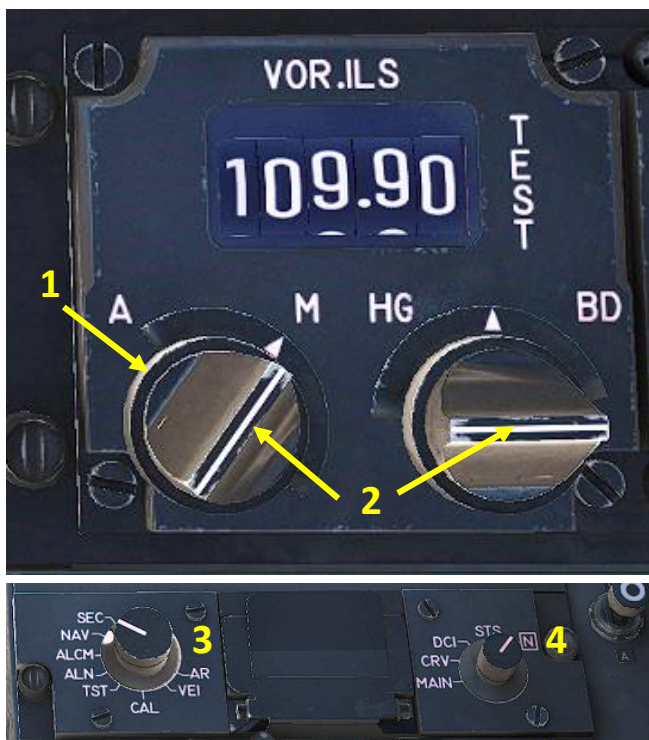 VOR.ILS
109.90
TEST
1
A
M
HG
BD
2
SEC
NAV
ALCM
ALN
TST
CAL
VEI
AR
3
STS
N
DCI
CRV
MAIN
4
A